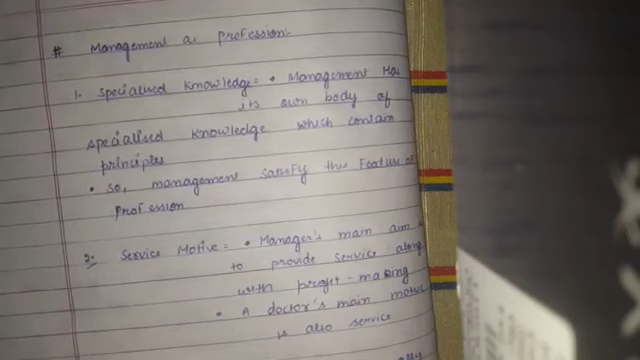 # Management as Profession:-
1. Specialised Knowledge = • Management Has
its own body of
specialised knowledge which contain
principles
• So, management satisfy this Feature of
Profession
2. Service Motive = • Manager's main aim
to provide service along
with profit-making
• A doctor's main motive
is also service